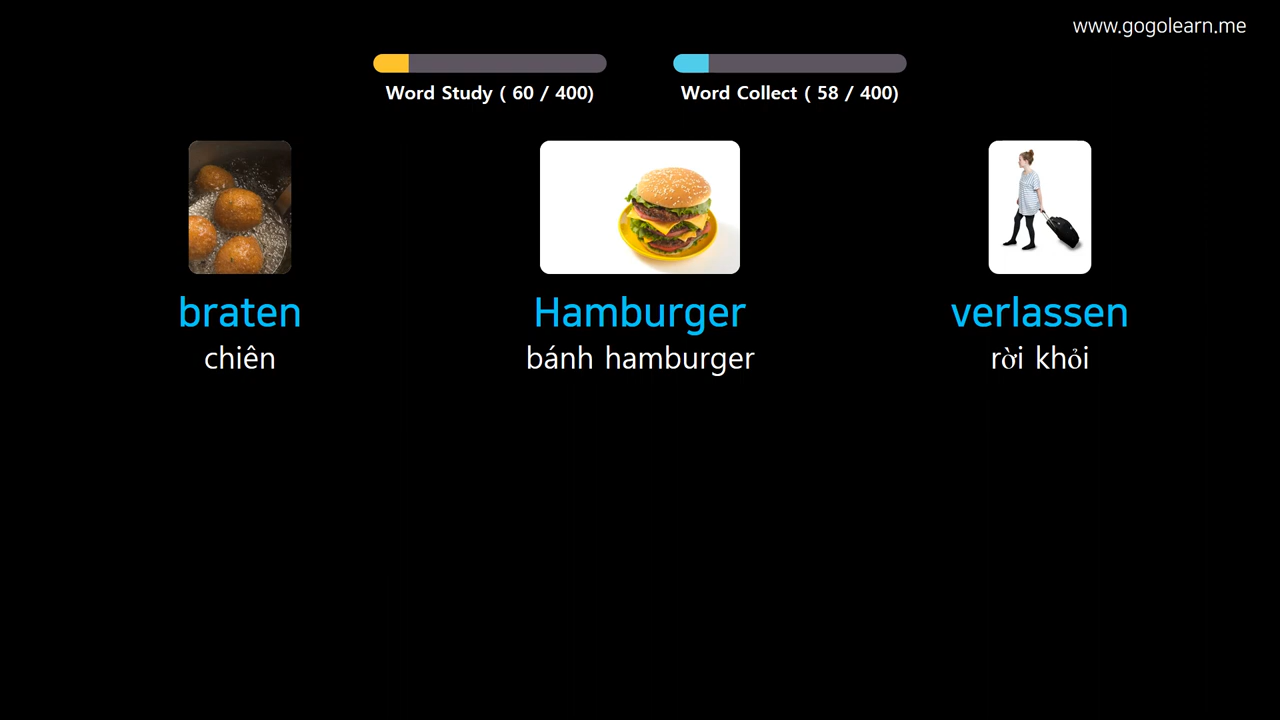 www.gogolearn.me
Word Study ( 60 / 400)
Word Collect ( 58 / 400)
braten
chiên
Hamburger
bánh hamburger
verlassen
rời khỏi